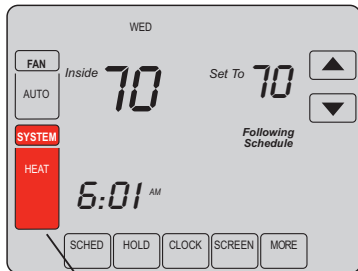 WED
FAN
AUTO
Inside 70
Set To 70
Following
Schedule
SYSTEM
HEAT
6:01 AM
SCHED HOLD CLOCK SCREEN MORE